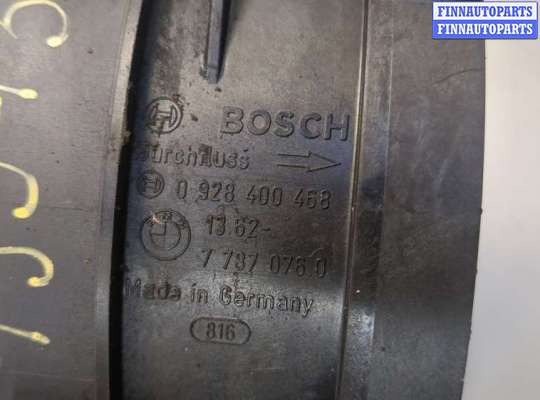 FINNAUTOPARTS
FINNAUTOPARTS
BOSCH
Durchfluss
0 928 400 468
13.62-
7 787 076 0
Made in Germany
816